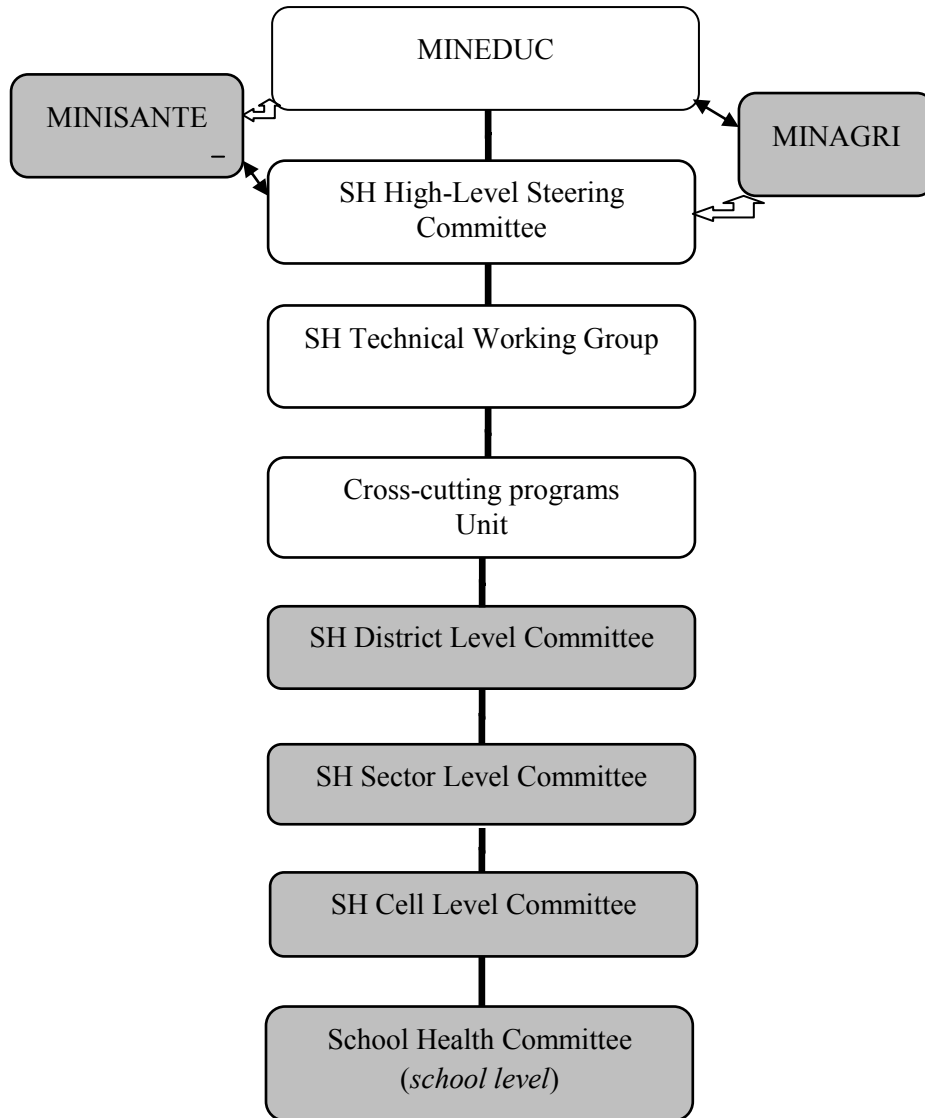 MINEDUC
MINISANTE
–
MINAGRI
SH High-Level Steering
Committee
SH Technical Working Group
Cross-cutting programs
Unit
SH District Level Committee
SH Sector Level Committee
SH Cell Level Committee
School Health Committee
(school level)